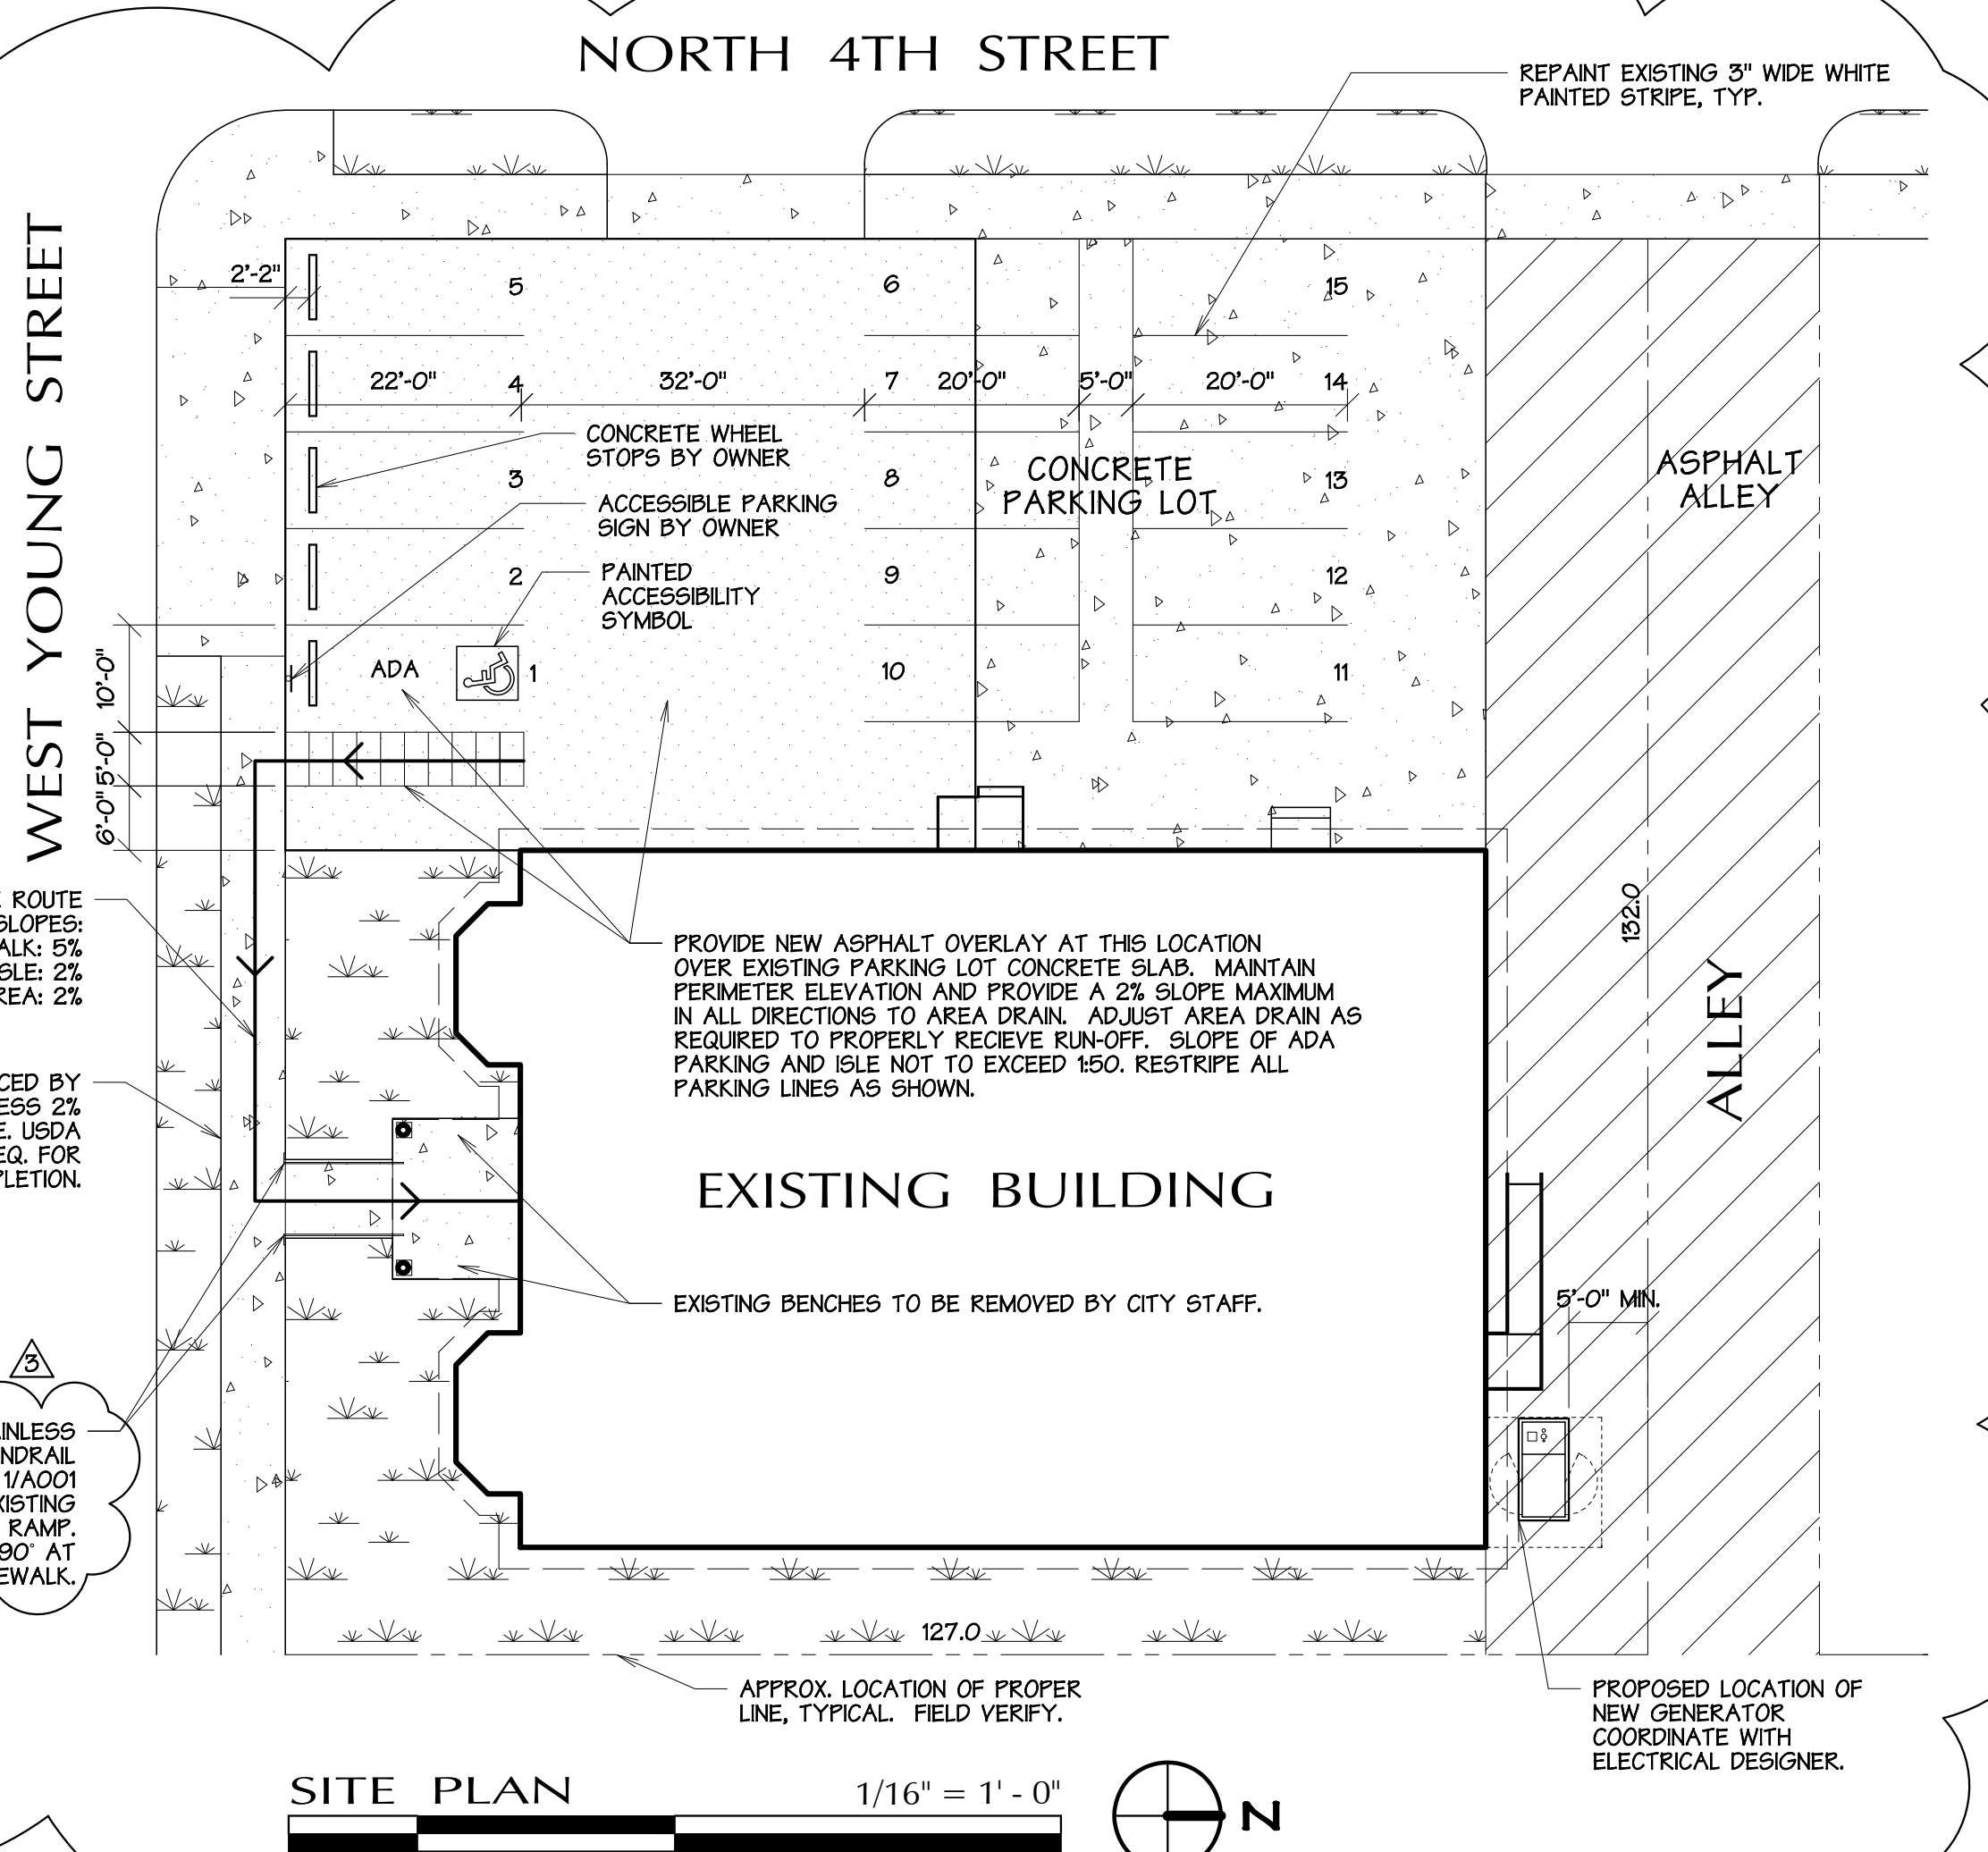 NORTH 4TH STREET
REPAINT EXISTING 3" WIDE WHITE
PAINTED STRIPE, TYP.
WEST YOUNG STREET
2'-2"
5
6
15
22'-0"
4
32'-0"
7
20'-0"
5'-0"
20'-0"
14
CONCRETE WHEEL
STOPS BY OWNER
3
8
CONCRETE
PARKING LOT
13
ASPHALT
ALLEY
ACCESSIBLE PARKING
SIGN BY OWNER
2
PAINTED
ACCESSIBILITY
SYMBOL
9
12
10'-0"
ADA
1
10
11
5'-0"
6'-0"
ROUTE
SLOPES:
ALK: 5%
SLE: 2%
REA: 2%
132.0
PROVIDE NEW ASPHALT OVERLAY AT THIS LOCATION
OVER EXISTING PARKING LOT CONCRETE SLAB. MAINTAIN
PERIMETER ELEVATION AND PROVIDE A 2% SLOPE MAXIMUM
IN ALL DIRECTIONS TO AREA DRAIN. ADJUST AREA DRAIN AS
REQUIRED TO PROPERLY RECIEVE RUN-OFF. SLOPE OF ADA
PARKING AND ISLE NOT TO EXCEED 1:50. RESTRIPE ALL
PARKING LINES AS SHOWN.
ALLEY
CED BY
ESS 2%
E. USDA
EQ. FOR
PLETION.
EXISTING BUILDING
EXISTING BENCHES TO BE REMOVED BY CITY STAFF.
5'-0" MIN.
3
INLESS
NDRAIL
1/A001
XISTING
RAMP.
90° AT
EWALK.
127.0
APPROX. LOCATION OF PROPER
LINE, TYPICAL. FIELD VERIFY.
PROPOSED LOCATION OF
NEW GENERATOR
COORDINATE WITH
ELECTRICAL DESIGNER.
SITE PLAN
1/16" = 1' - 0"
N